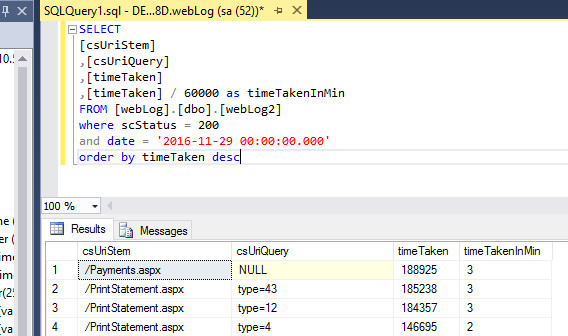 SQLQuery1.sql - DE...8D.webLog (sa (52))*
10.5
SELECT
[csUriStem]
,[csUriQuery]
,[timeTaken]
,[timeTaken] / 60000 as timeTakenInMin
FROM [webLog].[dbo].[webLog2]
where scStatus = 200
and date = '2016-11-29 00:00:00.000'
order by timeTaken desc
100 %
Results Messages
csUriStem csUriQuery timeTaken timeTakenInMin
1 /Payments.aspx NULL 188925 3
2 /PrintStatement.aspx type=43 185238 3
3 /PrintStatement.aspx type=12 184357 3
4 /PrintStatement.aspx type=4 146695 2